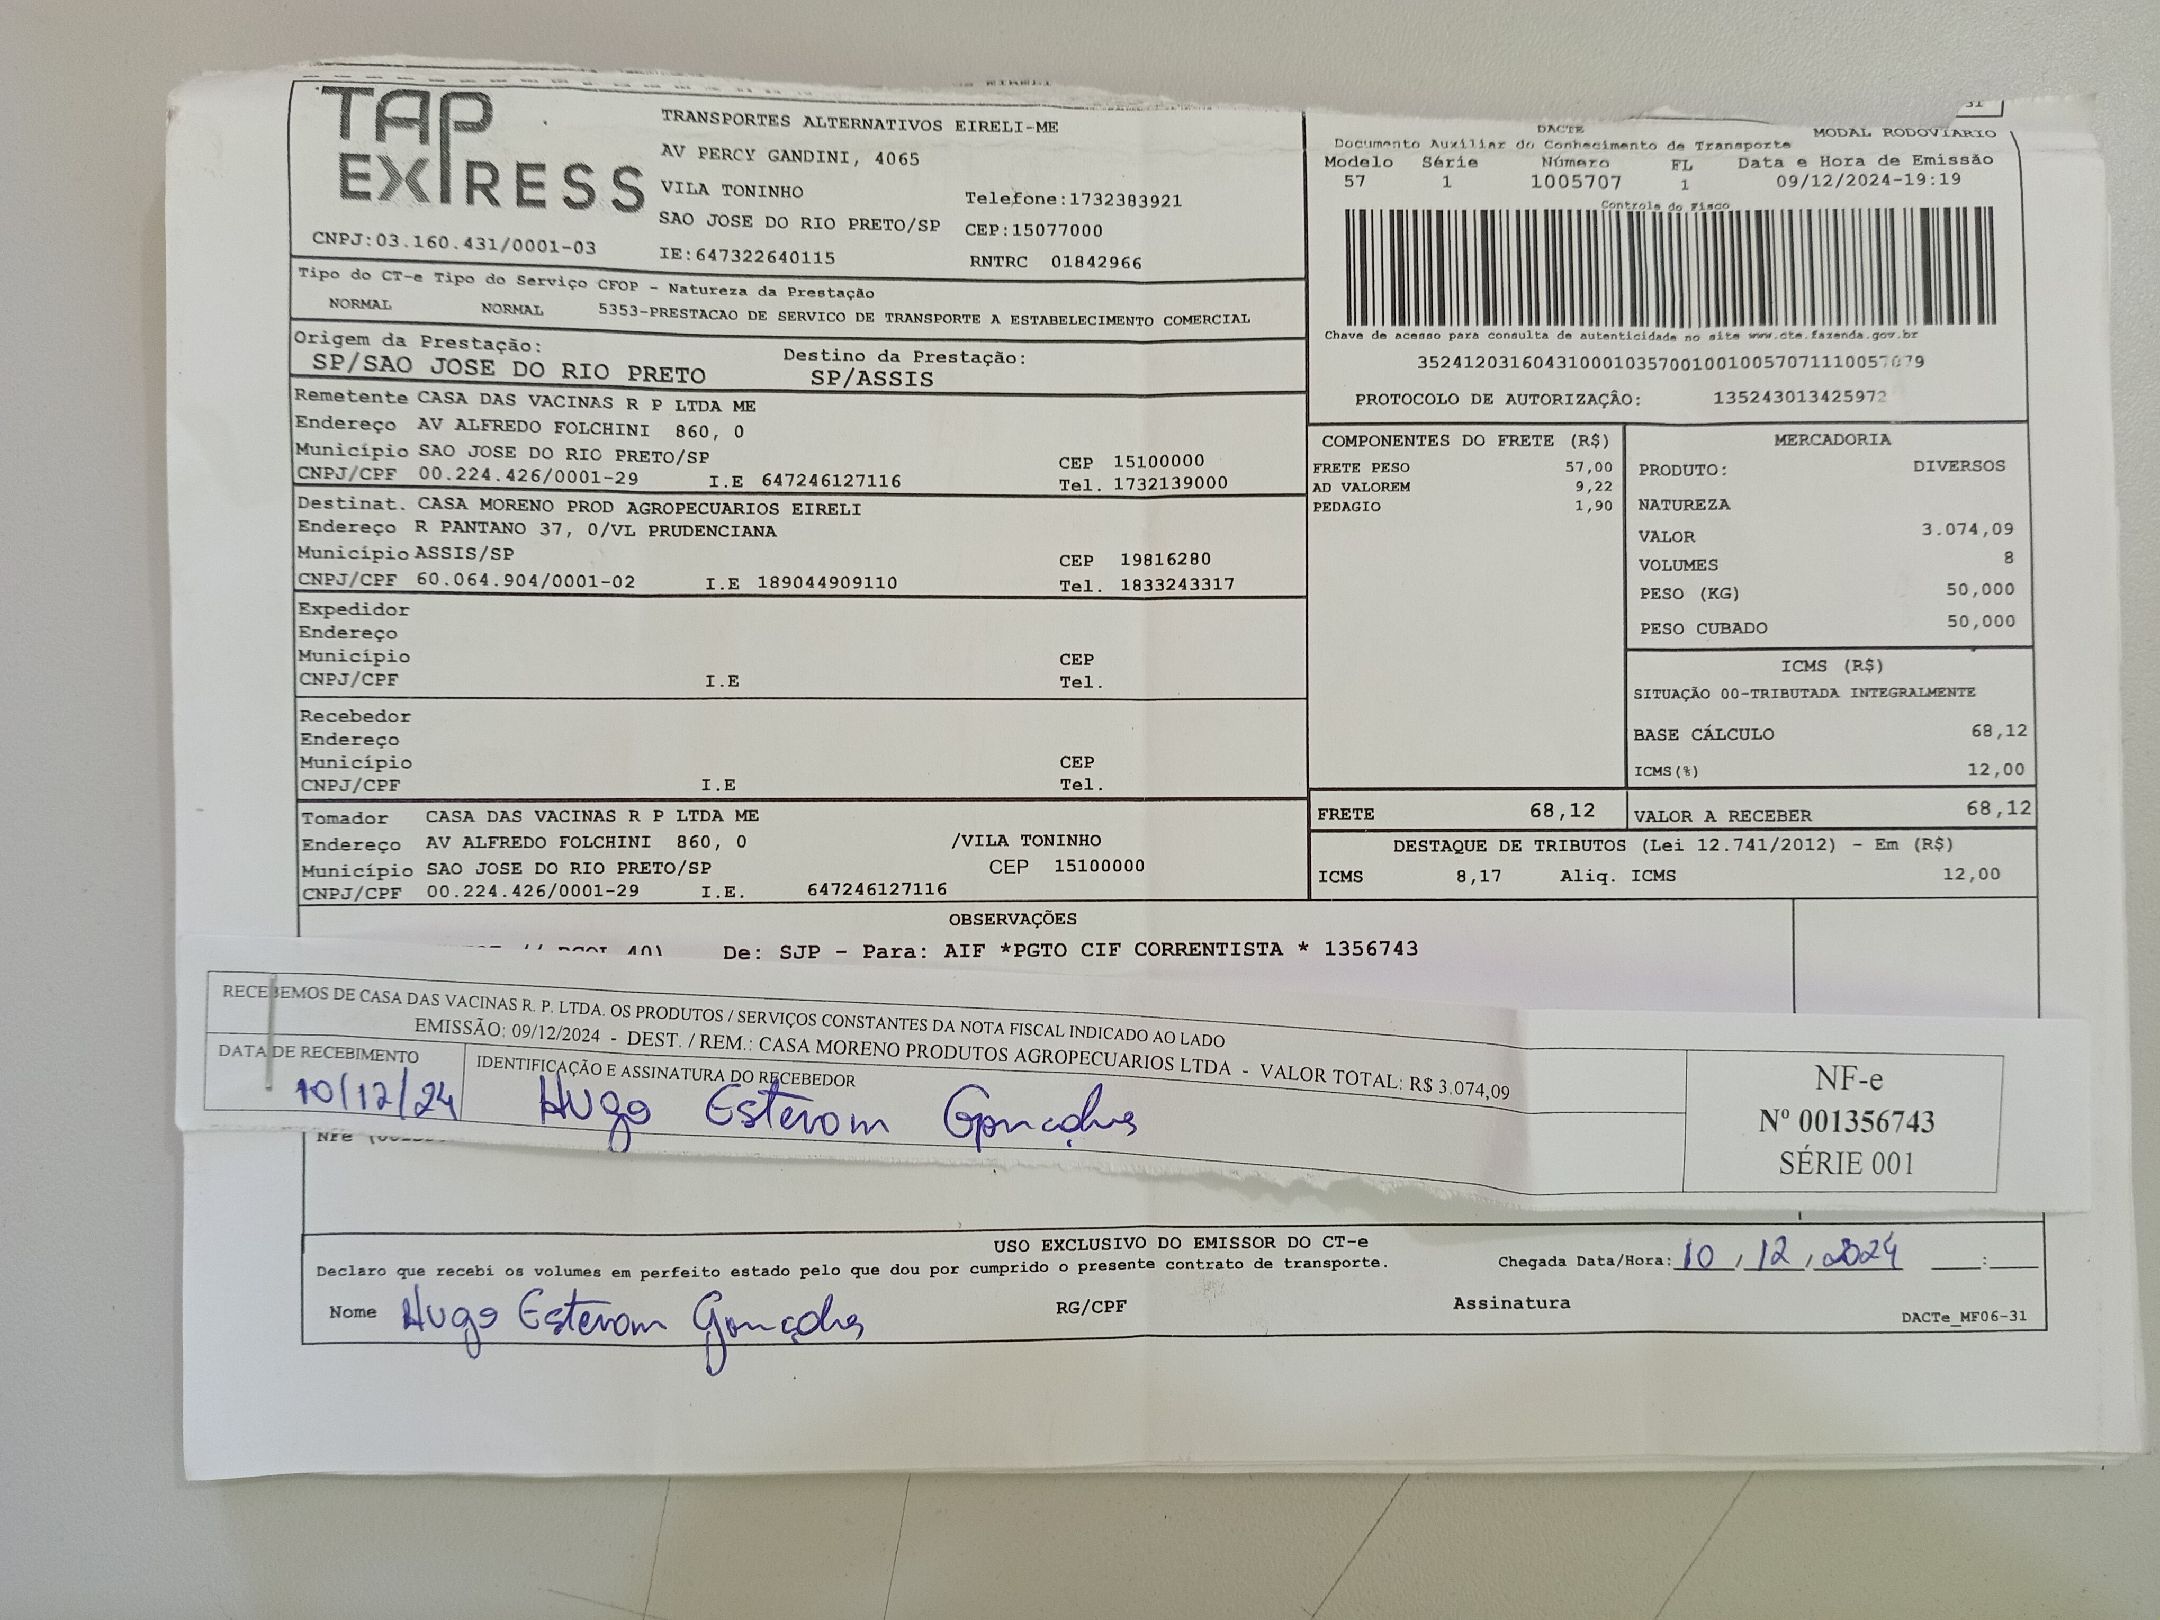 TAP EXPRESS
TRANSPORTES ALTERNATIVOS EIRELI-ME
AV PERCY GANDINI, 4065
VILA TONINHO Telefone:1732383921
SAO JOSE DO RIO PRETO/SP CEP:15077000
CNPJ:03.160.431/0001-03 IE:647322640115 RNTRC 01842966
DACTE MODAL RODOVIARIO
Documento Auxiliar do Conhecimento de Transporte
Modelo Série Número FL Data e Hora de Emissão
57 1 1005707 1 09/12/2024-19:19
Controle do Fisco
Chave de acesso para consulta de autenticidade no site www.cte.fazenda.gov.br
PROTOCOLO DE AUTORIZAÇÂO: 135243013425972
Tipo do CT-e Tipo do Serviço CFOP - Natureza da Prestação
NORMAL NORMAL 5353-PRESTACAO DE SERVICO DE TRANSPORTE A ESTABELECIMENTO COMERCIAL
Origem da Prestação: Destino da Prestação:
SP/SAO JOSE DO RIO PRETO SP/ASSIS
Remetente CASA DAS VACINAS R P LTDA ME
Endereço AV ALFREDO FOLCHINI 860, 0
Município SAO JOSE DO RIO PRETO/SP CEP 15100000
CNPJ/CPF 00.224.426/0001-29 I.E 647246127116 Tel. 1732139000
Destinat. CASA MORENO PROD AGROPECUARIOS EIRELI
Endereço R PANTANO 37, 0/VL PRUDENCIANA
Município ASSIS/SP CEP 19816280
CNPJ/CPF 60.064.904/0001-02 I.E 189044909110 Tel. 1833243317
Expedidor
Endereço
Município CEP
CNPJ/CPF I.E Tel.
Recebedor
Endereço
Município CEP
CNPJ/CPF I.E Tel.
Tomador CASA DAS VACINAS R P LTDA ME
Endereço AV ALFREDO FOLCHINI 860, 0 /VILA TONINHO
Município SAO JOSE DO RIO PRETO/SP CEP 15100000
CNPJ/CPF 00.224.426/0001-29 I.E. 647246127116
COMPONENTES DO FRETE (R$)
FRETE PESO 57,00
AD VALOREM 9,22
PEDAGIO 1,90
MERCADORIA
PRODUTO: DIVERSOS
NATUREZA
VALOR 3.074,09
VOLUMES 8
PESO (KG) 50,000
PESO CUBADO 50,000
ICMS (R$)
SITUAÇÃO 00-TRIBUTADA INTEGRALMENTE
BASE CÁLCULO 68,12
ICMS(%) 12,00
FRETE 68,12 VALOR A RECEBER 68,12
DESTAQUE DE TRIBUTOS (Lei 12.741/2012) - Em (R$)
ICMS 8,17 Aliq. ICMS 12,00
OBSERVAÇÕES
De: SJP - Para: AIF *PGTO CIF CORRENTISTA * 1356743
RECEBEMOS DE CASA DAS VACINAS R. P. LTDA. OS PRODUTOS / SERVIÇOS CONSTANTES DA NOTA FISCAL INDICADO AO LADO
EMISSÃO: 09/12/2024 - DEST. / REM.: CASA MORENO PRODUTOS AGROPECUARIOS LTDA - VALOR TOTAL: R$ 3.074,09
DATA DE RECEBIMENTO IDENTIFICAÇÃO E ASSINATURA DO RECEBEDOR
10/12/24 Hugo Estevam Gonçalves
NF-e
Nº 001356743
SÉRIE 001
NFe
USO EXCLUSIVO DO EMISSOR DO CT-e
Declaro que recebi os volumes em perfeito estado pelo que dou por cumprido o presente contrato de transporte. Chegada Data/Hora: 10/12/2024 __:__
Nome Hugo Estevam Gonçalves RG/CPF Assinatura
DACTe_MF06-31